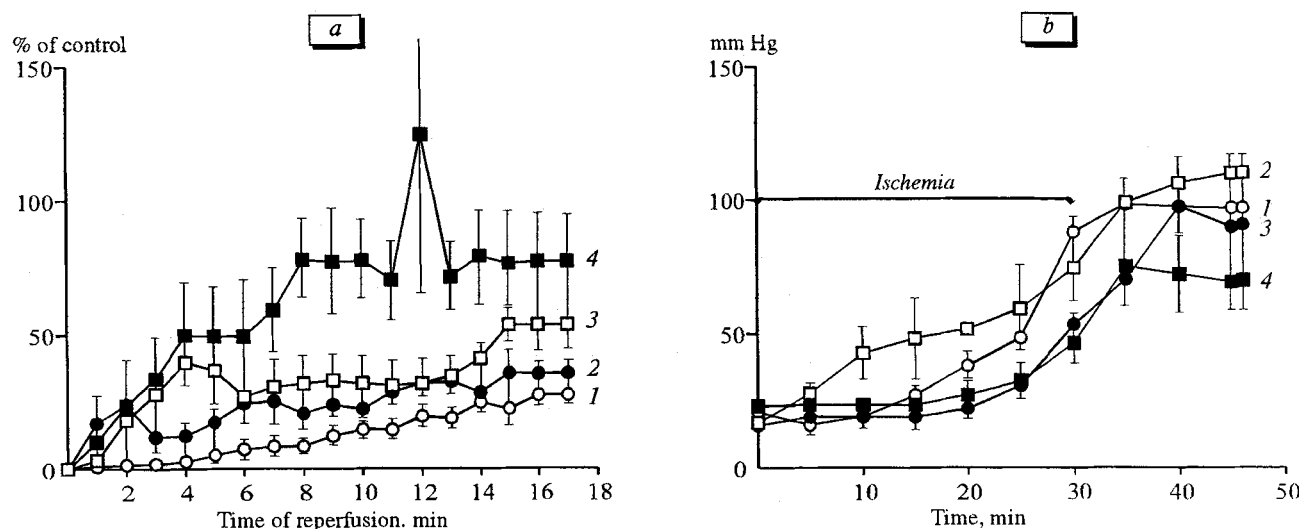 a
% of control
150
100
50
0
4
3
2
1
2 4 6 8 10 12 14 16 18
Time of reperfusion. min
b
mm Hg
150
100
50
0
Ischemia
2
1
3
4
10 20 30 40 50
Time, min